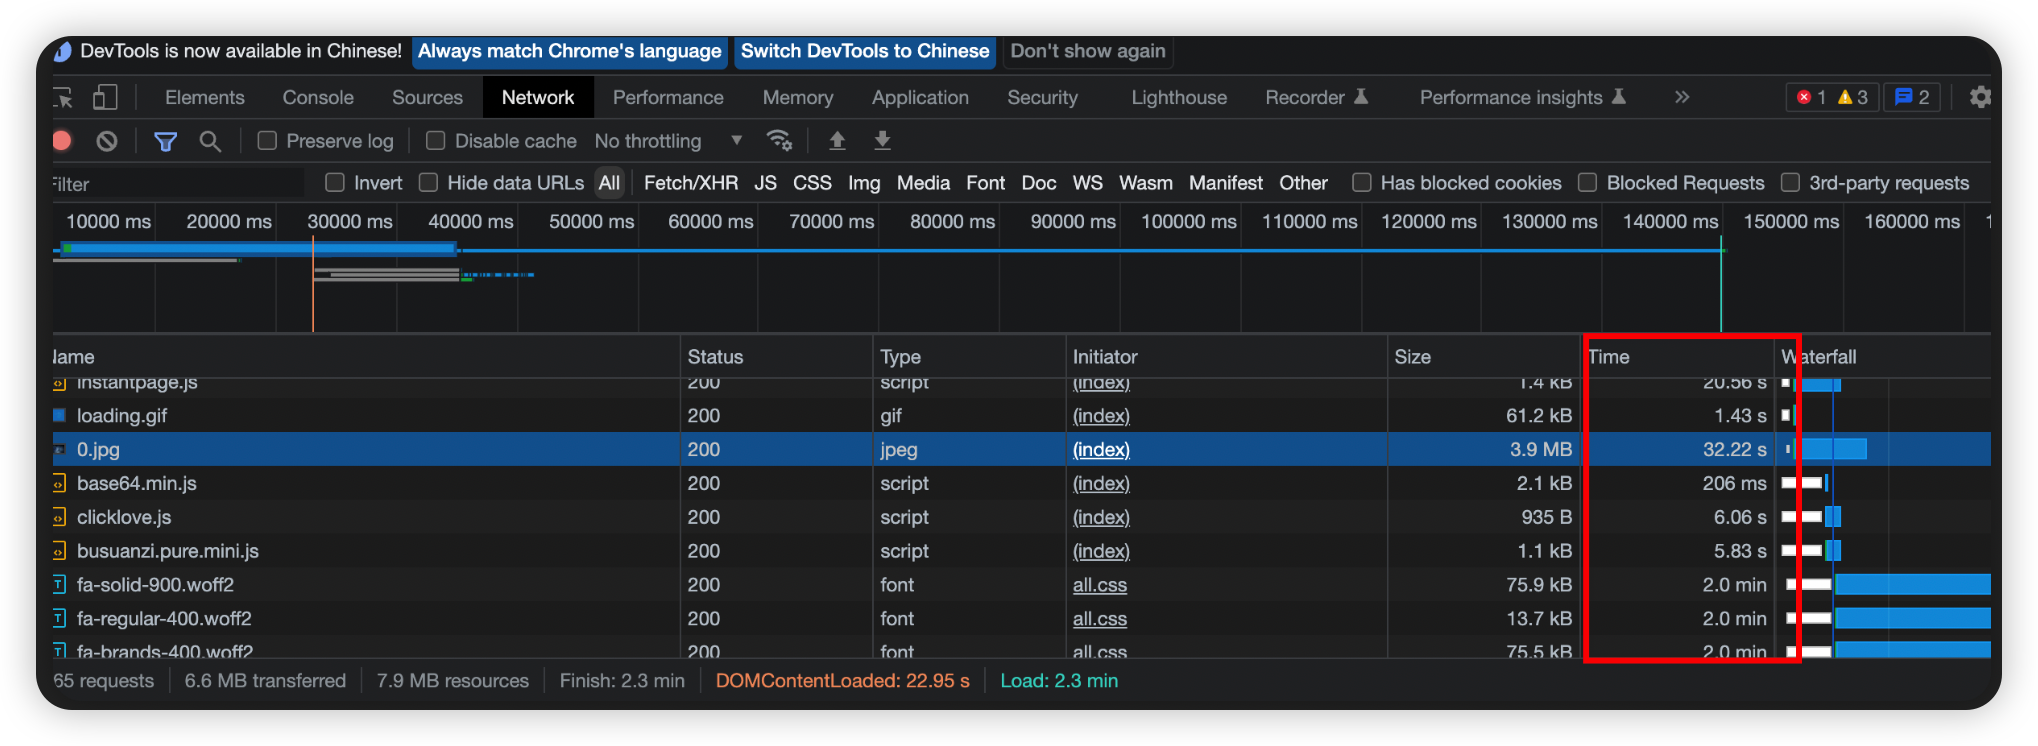 DevTools is now available in Chinese! Always match Chrome's language Switch DevTools to Chinese Don't show again
Elements Console Sources Network Performance Memory Application Security Lighthouse Recorder Performance insights 1 3 2
Preserve log Disable cache No throttling
Filter Invert Hide data URLs All Fetch/XHR JS CSS Img Media Font Doc WS Wasm Manifest Other Has blocked cookies Blocked Requests 3rd-party requests
10000 ms 20000 ms 30000 ms 40000 ms 50000 ms 60000 ms 70000 ms 80000 ms 90000 ms 100000 ms 110000 ms 120000 ms 130000 ms 140000 ms 150000 ms 160000 ms
Name Status Type Initiator Size Time Waterfall
instantpage.js 200 script (index) 1.4 kB 20.56 s
loading.gif 200 gif (index) 61.2 kB 1.43 s
0.jpg 200 jpeg (index) 3.9 MB 32.22 s
base64.min.js 200 script (index) 2.1 kB 206 ms
clicklove.js 200 script (index) 935 B 6.06 s
busuanzi.pure.mini.js 200 script (index) 1.1 kB 5.83 s
fa-solid-900.woff2 200 font all.css 75.9 kB 2.0 min
fa-regular-400.woff2 200 font all.css 13.7 kB 2.0 min
fa-brands-400.woff2 200 font all.css 75.5 kB 2.0 min
65 requests 6.6 MB transferred 7.9 MB resources Finish: 2.3 min DOMContentLoaded: 22.95 s Load: 2.3 min